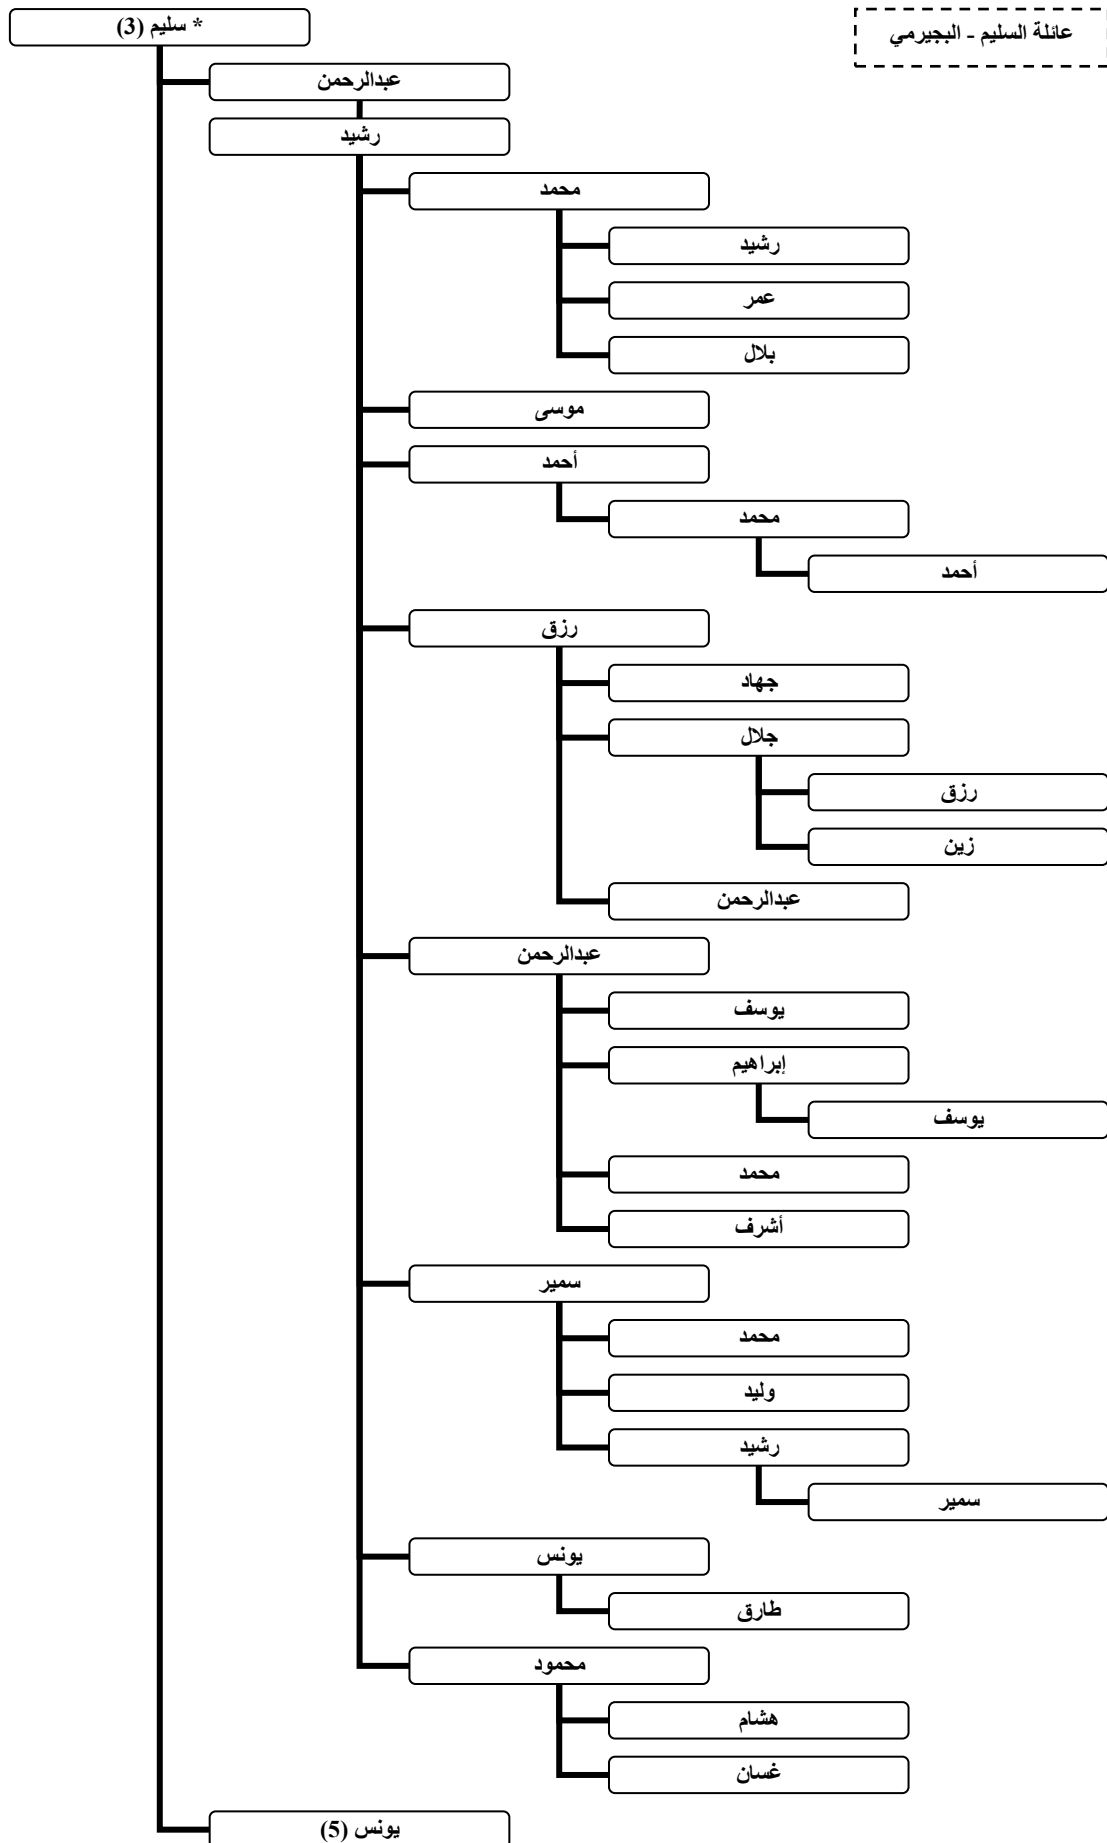 * سليم (3)
عائلة السليم - البجيرمي
عبدالرحمن
رشيد
محمد
رشيد
عمر
بلال
موسى
أحمد
محمد
أحمد
رزق
جهاد
جلال
رزق
زين
عبدالرحمن
عبدالرحمن
يوسف
إبراهيم
يوسف
محمد
أشرف
سمير
محمد
وليد
رشيد
سمير
يونس
طارق
محمود
هشام
غسان
يونس (5)